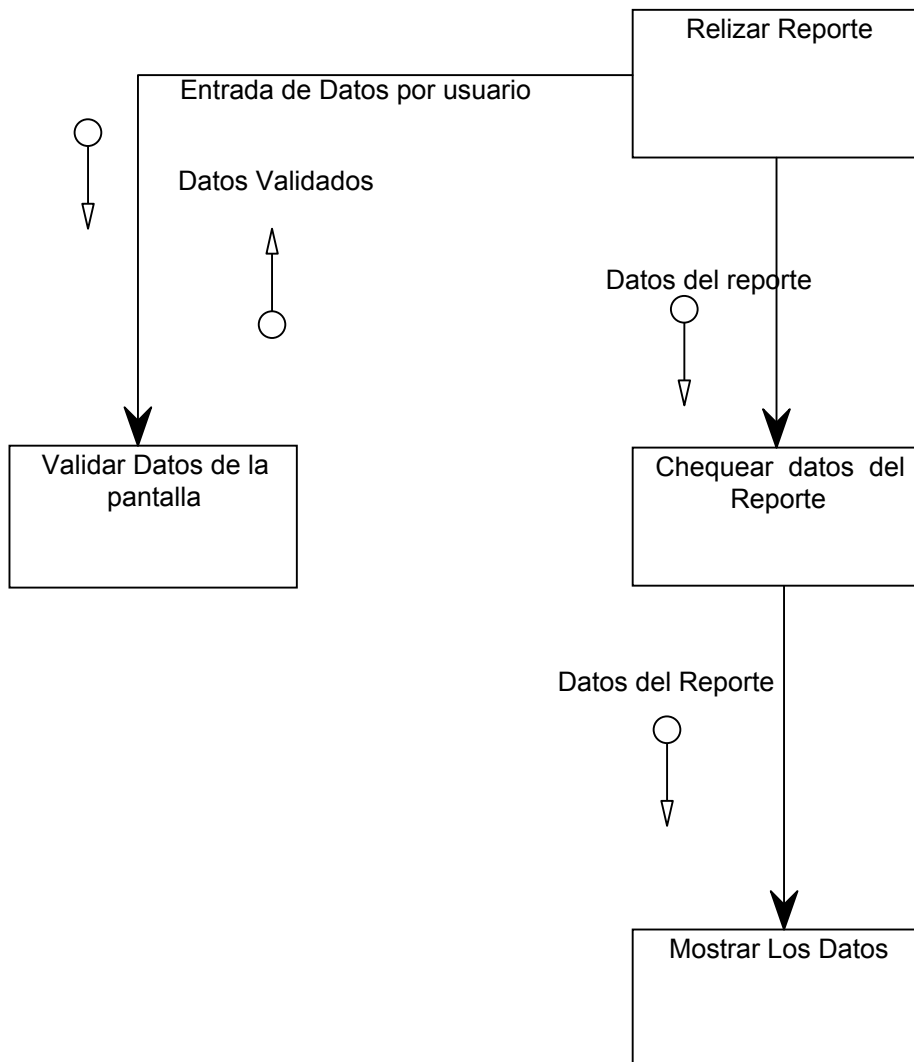 Relizar Reporte
Entrada de Datos por usuario
Datos Validados
Datos del reporte
Validar Datos de la
pantalla
Chequear datos del
Reporte
Datos del Reporte
Mostrar Los Datos